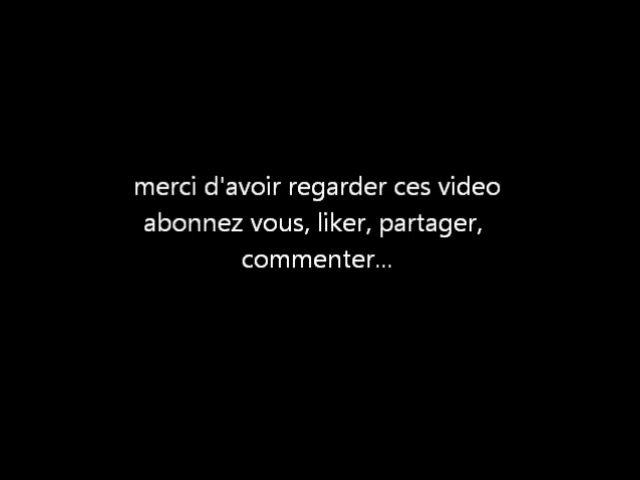 merci d'avoir regarder ces video
abonnez vous, liker, partager,
commenter...